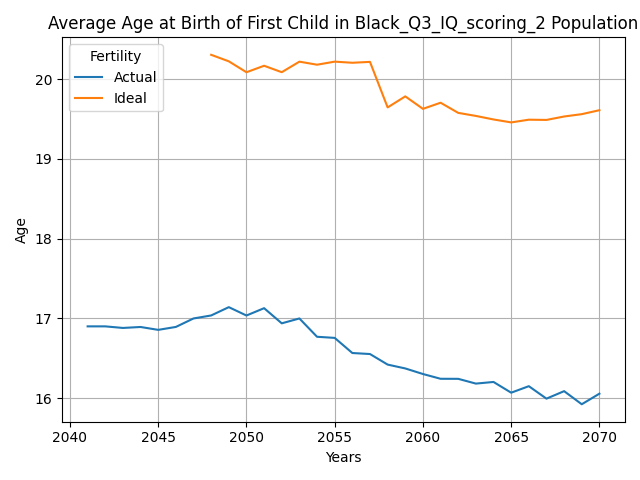 Average Age at Birth of First Child in Black_Q3_IQ_scoring_2 Population
Fertility
Actual
Ideal
20
19
18
17
16
Age
2040 2045 2050 2055 2060 2065 2070
Years